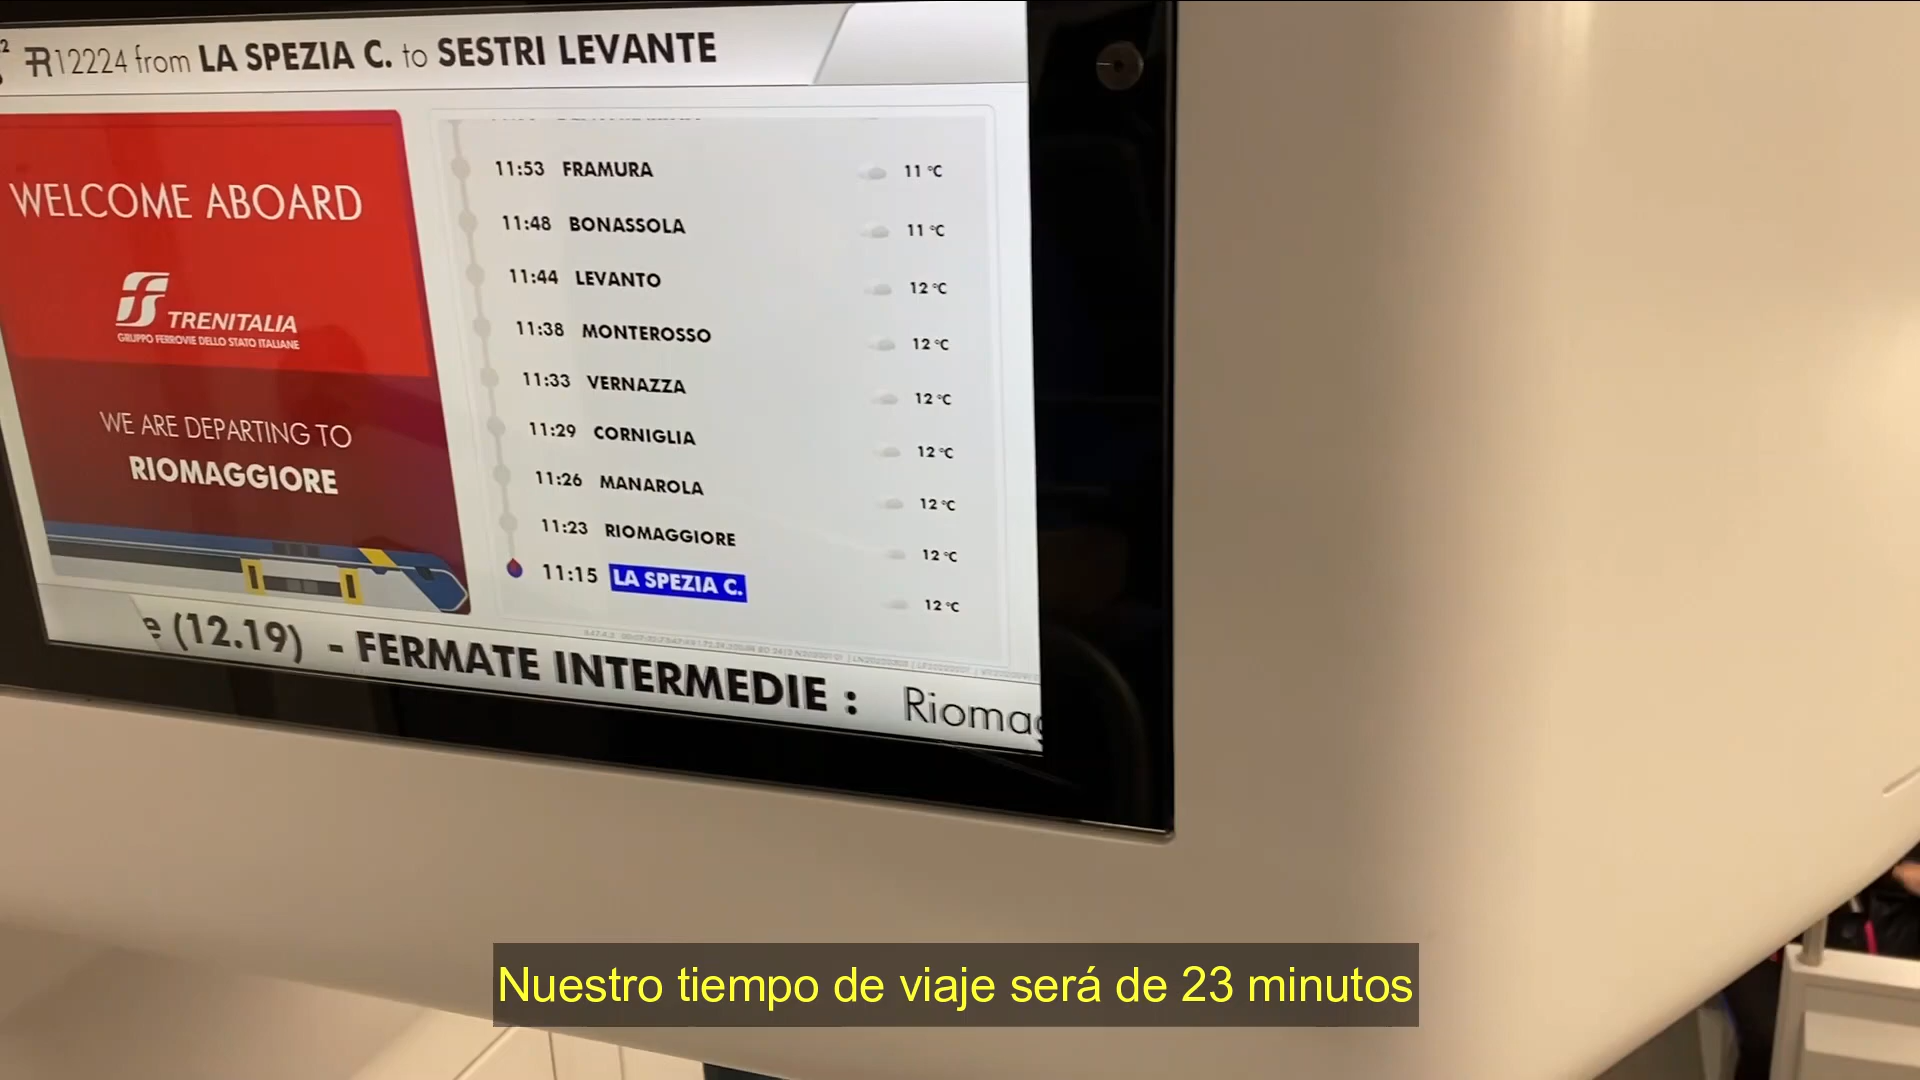 R12224 from LA SPEZIA C. to SESTRI LEVANTE
WELCOME ABOARD
TRENITALIA
GRUPPO FERROVIE DELLO STATO ITALIANE
WE ARE DEPARTING TO
RIOMAGGIORE
11:53 FRAMURA 11 °C
11:48 BONASSOLA 11 °C
11:44 LEVANTO 12 °C
11:38 MONTEROSSO 12 °C
11:33 VERNAZZA 12 °C
11:29 CORNIGLIA 12 °C
11:26 MANAROLA 12 °C
11:23 RIOMAGGIORE 12 °C
11:15 LA SPEZIA C. 12 °C
e (12.19) - FERMATE INTERMEDIE : Riomag
Nuestro tiempo de viaje será de 23 minutos